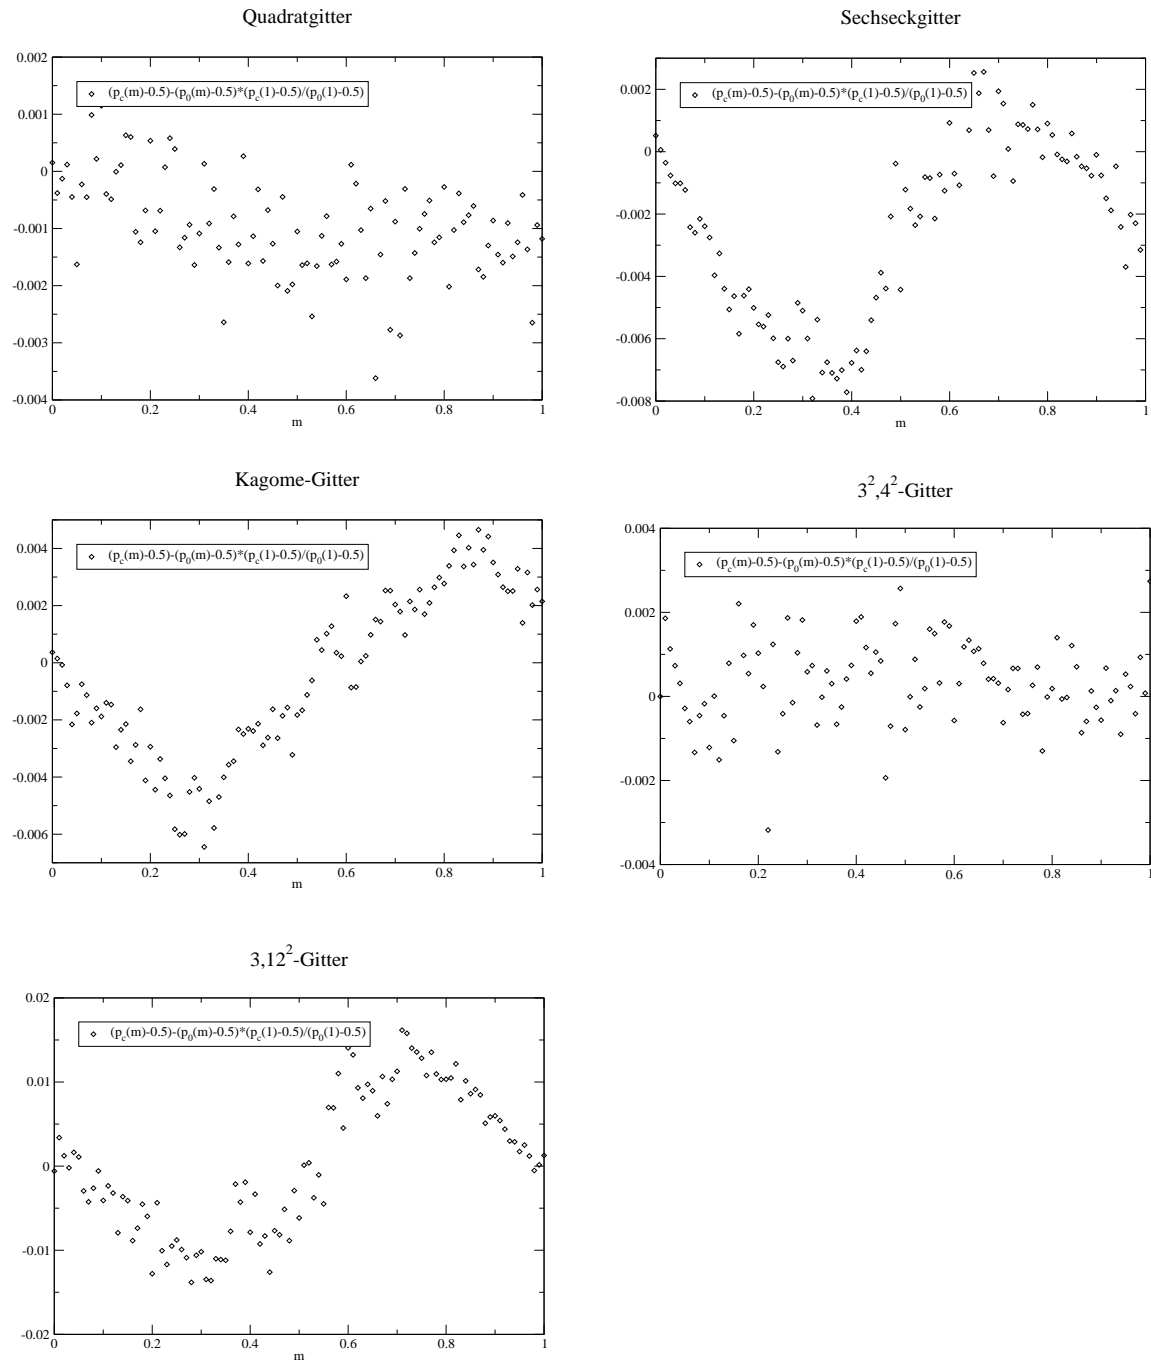 Quadratgitter
0.002
0.001
0
-0.001
-0.002
-0.003
-0.004
(p_c(m)-0.5)-(p_0(m)-0.5)*(p_c(1)-0.5)/(p_0(1)-0.5)
0 0.2 0.4 0.6 0.8 1
m
Sechseckgitter
0.002
0
-0.002
-0.004
-0.006
-0.008
(p_c(m)-0.5)-(p_0(m)-0.5)*(p_c(1)-0.5)/(p_0(1)-0.5)
0 0.2 0.4 0.6 0.8 1
m
Kagome-Gitter
0.004
0.002
0
-0.002
-0.004
-0.006
(p_c(m)-0.5)-(p_0(m)-0.5)*(p_c(1)-0.5)/(p_0(1)-0.5)
0 0.2 0.4 0.6 0.8 1
m
3^2,4^2-Gitter
0.004
0.002
0
-0.002
-0.004
(p_c(m)-0.5)-(p_0(m)-0.5)*(p_c(1)-0.5)/(p_0(1)-0.5)
0 0.2 0.4 0.6 0.8 1
3,12^2-Gitter
0.02
0.01
0
-0.01
-0.02
(p_c(m)-0.5)-(p_0(m)-0.5)*(p_c(1)-0.5)/(p_0(1)-0.5)
0 0.2 0.4 0.6 0.8 1
m